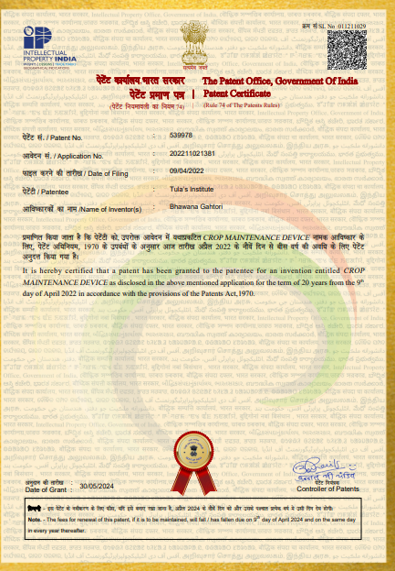 क्रम सं/SL No :011211029
INTELLECTUAL
PROPERTY INDIA
सत्यमेव जयते
पेटेंट कार्यालय,भारत सरकार
The Patent Office, Government Of India
पेटेंट प्रमाण पत्र
Patent Certificate
(पेटेंट नियमावली का नियम 74)
(Rule 74 of The Patents Rules)
पेटेंट सं. / Patent No. : 539978
आवेदन सं. / Application No. : 202211021381
फाइल करने की तारीख / Date of Filing : 09/04/2022
पेटेंटी / Patentee : Tula's Institute
आविष्कारकों का नाम /Name of Inventor(s) : Bhawana Gahtori
प्रमाणित किया जाता है कि पेटेंटी को, उपरोक्त आवेदन में यथाप्रकटित CROP MAINTENANCE DEVICE नामक आविष्कार के
लिए, पेटेंट अधिनियम, 1970 के उपबंधों के अनुसार आज तारीख अप्रैल 2022 के नौवें दिन से बीस वर्ष की अवधि के लिए पेटेंट
अनुदत्त किया गया है।
It is hereby certified that a patent has been granted to the patentee for an invention entitled CROP
MAINTENANCE DEVICE as disclosed in the above mentioned application for the term of 20 years from the 9th
day of April 2022 in accordance with the provisions of the Patents Act,1970.
अनुदान की तारीख : 30/05/2024
Date of Grant :
पेटेंट नियंत्रक
Controller of Patents
टिप्पणी - इस पेटेंट के नवीकरण के लिए फीस, यदि इसे बनाए रखा जाना है, अप्रैल 2024 के नौवें दिन को और उसके पश्चात प्रत्येक वर्ष मे उसी दिन देय होगी।
Note. - The fees for renewal of this patent, if it is to be maintained, will fall / has fallen due on 9th day of April 2024 and on the same day
in every year thereafter.